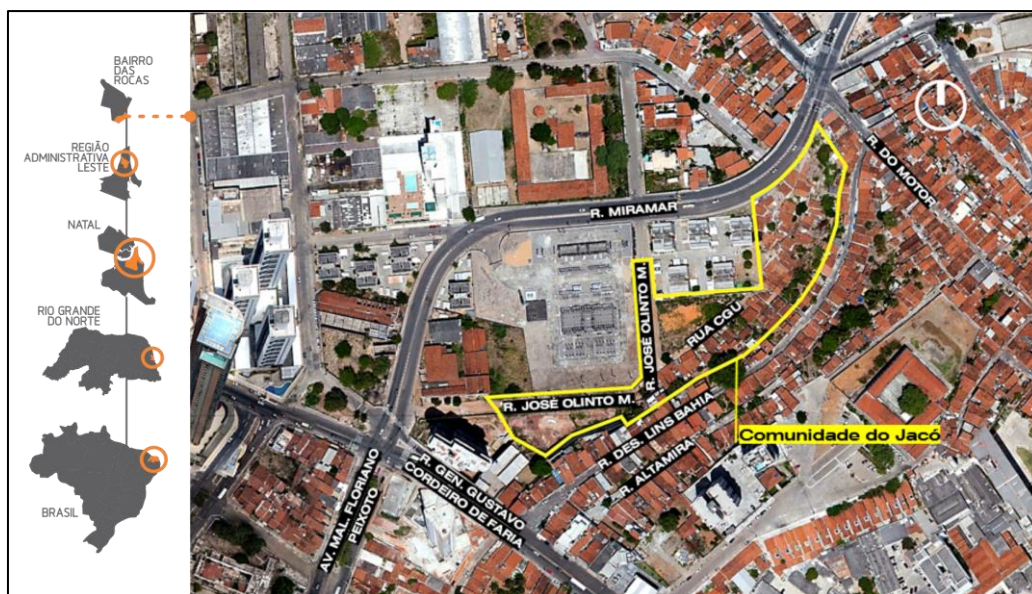 BAIRRO
DAS
ROCAS
REGIÃO
ADMINISTRATIVA
LESTE
NATAL
RIO GRANDE
DO NORTE
BRASIL
R. MIRAMAR
R. DO MOTOR
R. JOSÉ OLINTO M.
RUA CGU
R. JOSÉ OLINTO M.
R. DES. LINS BAHIA
R. ALTAMIRA
Comunidade do Jacó
R. GEN. GUSTAVO
CORDEIRO DE FARIA
AV. MAL. FLORIANO
PEIXOTO